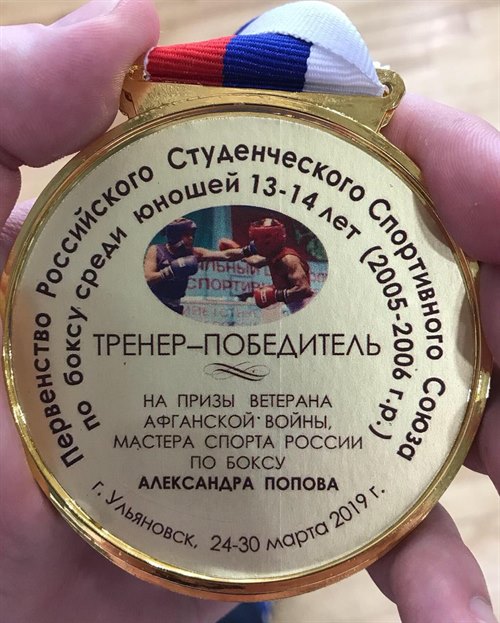 Первенство Российского Студенческого Спортивного Союза
по боксу среди юношей 13-14 лет (2005-2006 г.р.)
ТРЕНЕР–ПОБЕДИТЕЛЬ
НА ПРИЗЫ ВЕТЕРАНА
АФГАНСКОЙ ВОЙНЫ,
МАСТЕРА СПОРТА РОССИИ
ПО БОКСУ
АЛЕКСАНДРА ПОПОВА
г. Ульяновск, 24-30 марта 2019 г.